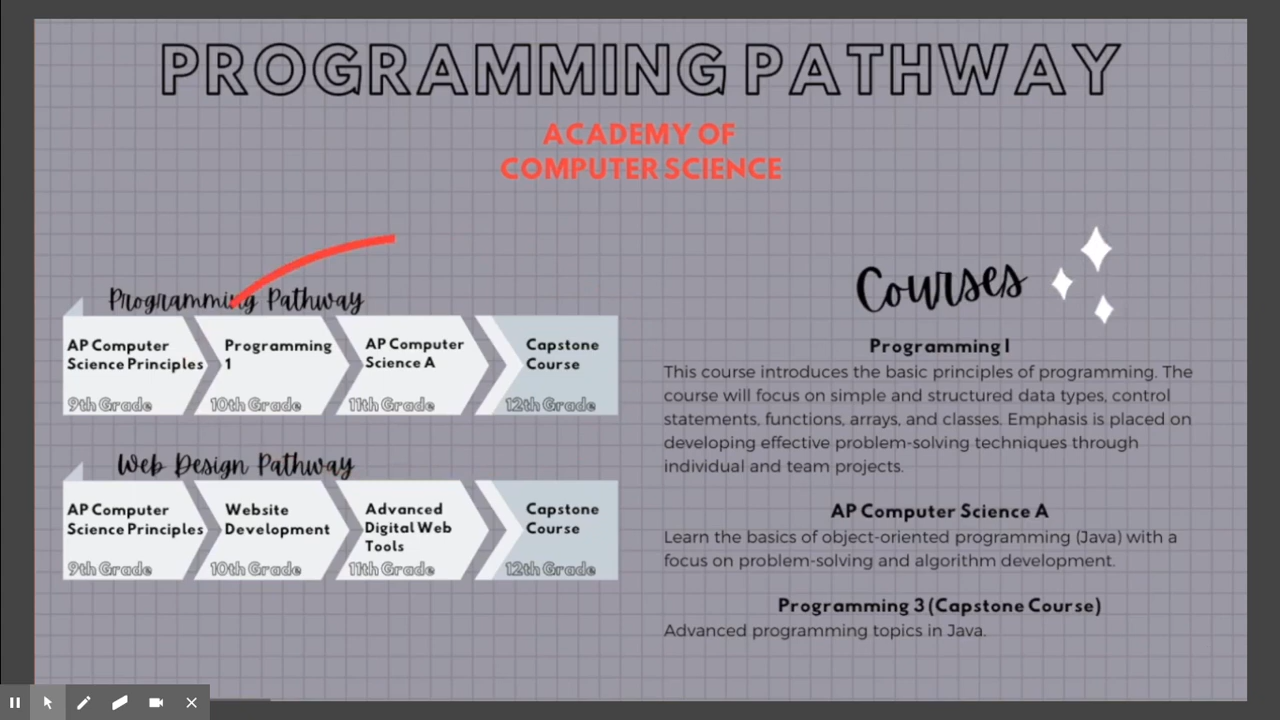 PROGRAMMING PATHWAY
ACADEMY OF
COMPUTER SCIENCE
Programming Pathway
AP Computer
Science Principles
9th Grade
Programming
1
10th Grade
AP Computer
Science A
11th Grade
Capstone
Course
12th Grade
Web Design Pathway
AP Computer
Science Principles
9th Grade
Website
Development
10th Grade
Advanced
Digital Web
Tools
11th Grade
Capstone
Course
12th Grade
Courses
Programming 1
This course introduces the basic principles of programming. The
course will focus on simple and structured data types, control
statements, functions, arrays, and classes. Emphasis is placed on
developing effective problem-solving techniques through
individual and team projects.
AP Computer Science A
Learn the basics of object-oriented programming (Java) with a
focus on problem-solving and algorithm development.
Programming 3 (Capstone Course)
Advanced programming topics in Java.